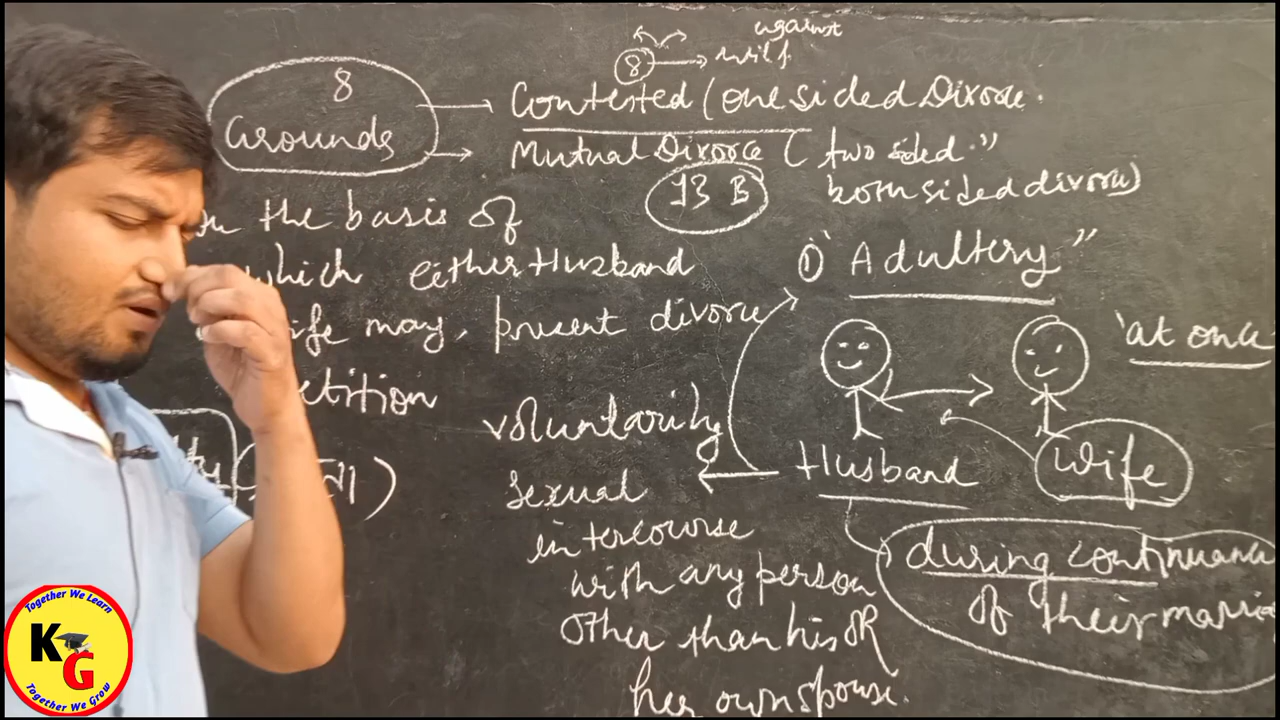 against
8 wilf
8
Grounds
Contested (one sided Divorce.
Mutual Divorce ( two sided "
13 B both sided divorce)
on the basis of
which either Husband
wife may, present divorce
petition
① "Adultery"
'at once
Husband
Wife
voluntarily
sexual
intercourse
with any person
other than his OR
her own spouse.
during continuance
of their marria
Together We Learn
KG
Together We Grow